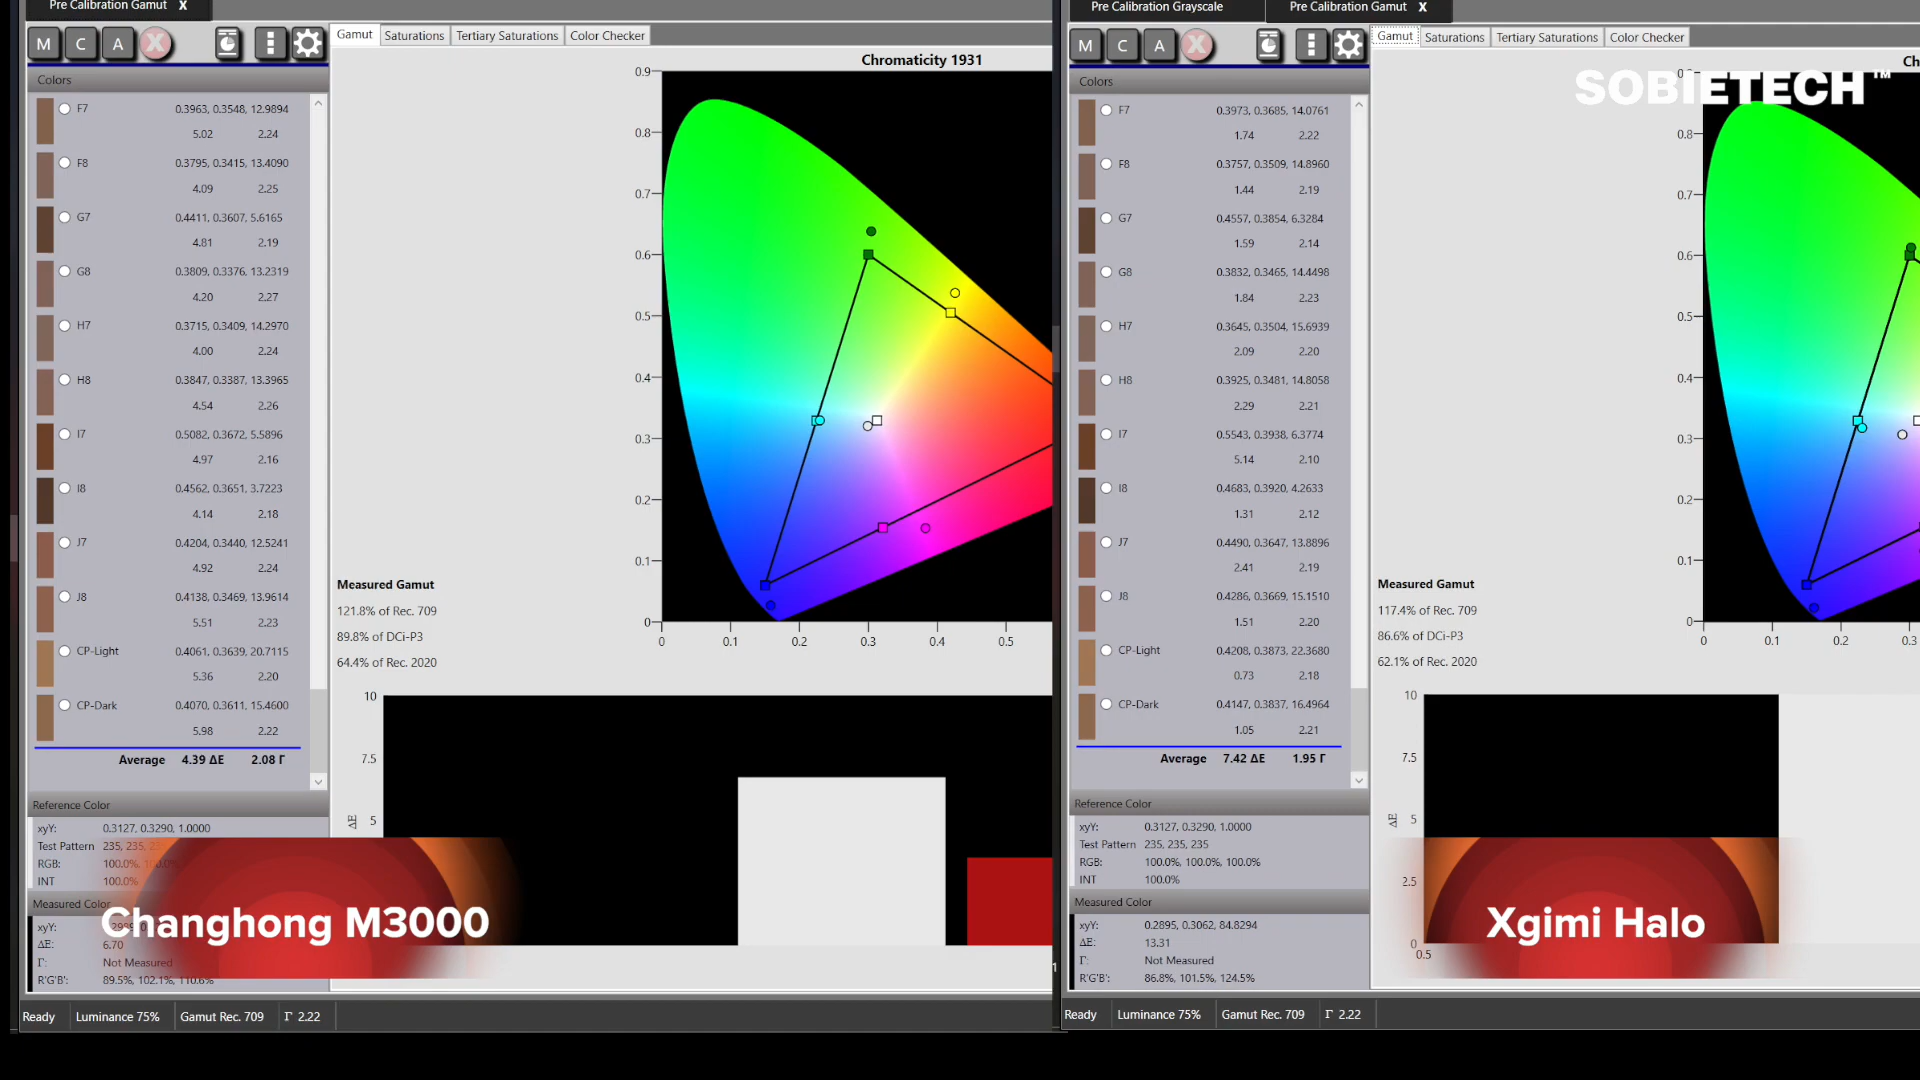 Pre Calibration Gamut X
M C A X
Gamut Saturations Tertiary Saturations Color Checker
Colors
F7 0.3963, 0.3548, 12.9894
5.02 2.24
F8 0.3795, 0.3415, 13.4090
4.09 2.25
G7 0.4411, 0.3607, 5.6165
4.81 2.19
G8 0.3809, 0.3376, 13.2319
4.20 2.27
H7 0.3715, 0.3409, 14.2970
4.00 2.24
H8 0.3847, 0.3387, 13.3965
4.54 2.26
I7 0.5082, 0.3672, 5.5896
4.97 2.16
I8 0.4562, 0.3651, 3.7223
4.14 2.18
J7 0.4204, 0.3440, 12.5241
4.92 2.24
J8 0.4138, 0.3469, 13.9614
5.51 2.23
CP-Light 0.4061, 0.3639, 20.7115
5.36 2.20
CP-Dark 0.4070, 0.3611, 15.4600
5.98 2.22
Average 4.39 ΔE 2.08 Γ
Reference Color
xyY: 0.3127, 0.3290, 1.0000
Test Pattern 235, 235,
RGB: 100.0%,
INT 100.0%
Measured Color
xyY:
ΔE: 6.70
Γ: Not Measured
R'G'B': 89.5%, 102.1%, 110.6%
Chromaticity 1931
0.9
0.8
0.7
0.6
0.5
0.4
0.3
0.2
0.1
0
0 0.1 0.2 0.3 0.4 0.5
Measured Gamut
121.8% of Rec. 709
89.8% of DCi-P3
64.4% of Rec. 2020
10
7.5
5
ΔE
Changhong M3000
Ready Luminance 75% Gamut Rec. 709 Γ 2.22
Pre Calibration Grayscale Pre Calibration Gamut X
M C A X
Gamut Saturations Tertiary Saturations Color Checker
Colors
F7 0.3973, 0.3685, 14.0761
1.74 2.22
F8 0.3757, 0.3509, 14.8960
1.44 2.19
G7 0.4557, 0.3854, 6.3284
1.59 2.14
G8 0.3832, 0.3465, 14.4498
1.84 2.23
H7 0.3645, 0.3504, 15.6939
2.09 2.20
H8 0.3925, 0.3481, 14.8058
2.29 2.21
I7 0.5543, 0.3938, 6.3774
5.14 2.10
I8 0.4683, 0.3920, 4.2633
1.31 2.12
J7 0.4490, 0.3647, 13.8896
2.41 2.19
J8 0.4286, 0.3669, 15.1510
1.51 2.20
CP-Light 0.4208, 0.3873, 22.3680
0.73 2.18
CP-Dark 0.4147, 0.3837, 16.4964
1.05 2.21
Average 7.42 ΔE 1.95 Γ
Reference Color
xyY: 0.3127, 0.3290, 1.0000
Test Pattern 235, 235, 235
RGB: 100.0%, 100.0%, 100.0%
INT 100.0%
Measured Color
xyY: 0.2895, 0.3062, 84.8294
ΔE: 13.31
Γ: Not Measured
R'G'B': 86.8%, 101.5%, 124.5%
Ch
SOBIETECH™
0.8
0.7
0.6
0.5
0.4
0.3
0.2
0.1
0
0 0.1 0.2 0.3
Measured Gamut
117.4% of Rec. 709
86.6% of DCi-P3
62.1% of Rec. 2020
10
7.5
5
2.5
0
ΔE
0.5
1
Xgimi Halo
Ready Luminance 75% Gamut Rec. 709 Γ 2.22